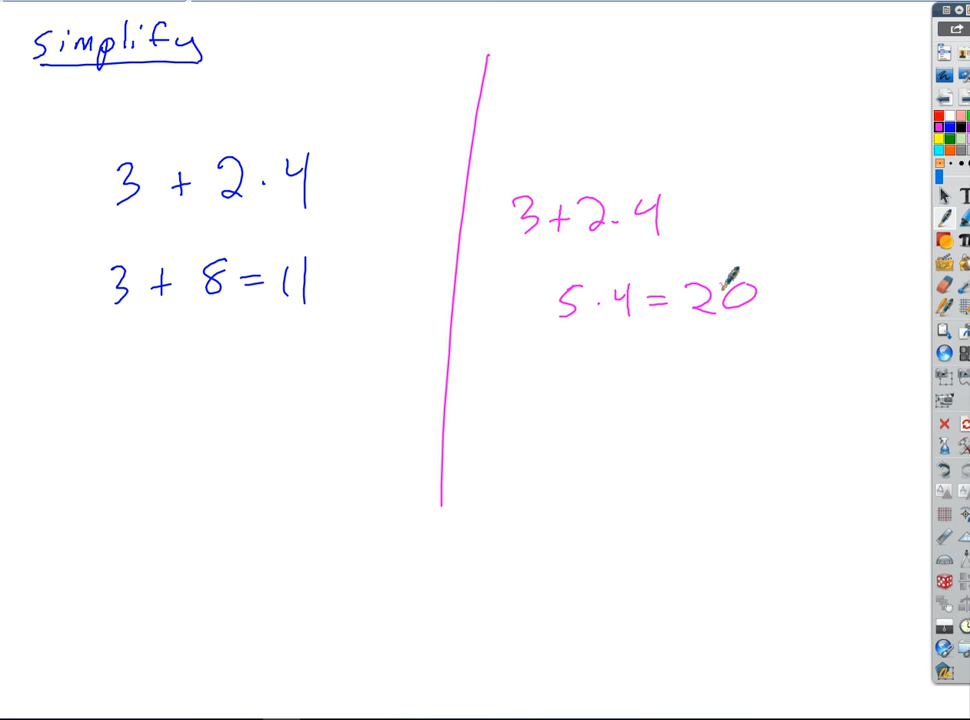 simplify
3 + 2 · 4
3 + 8 = 11
3 + 2 · 4
5 · 4 = 20